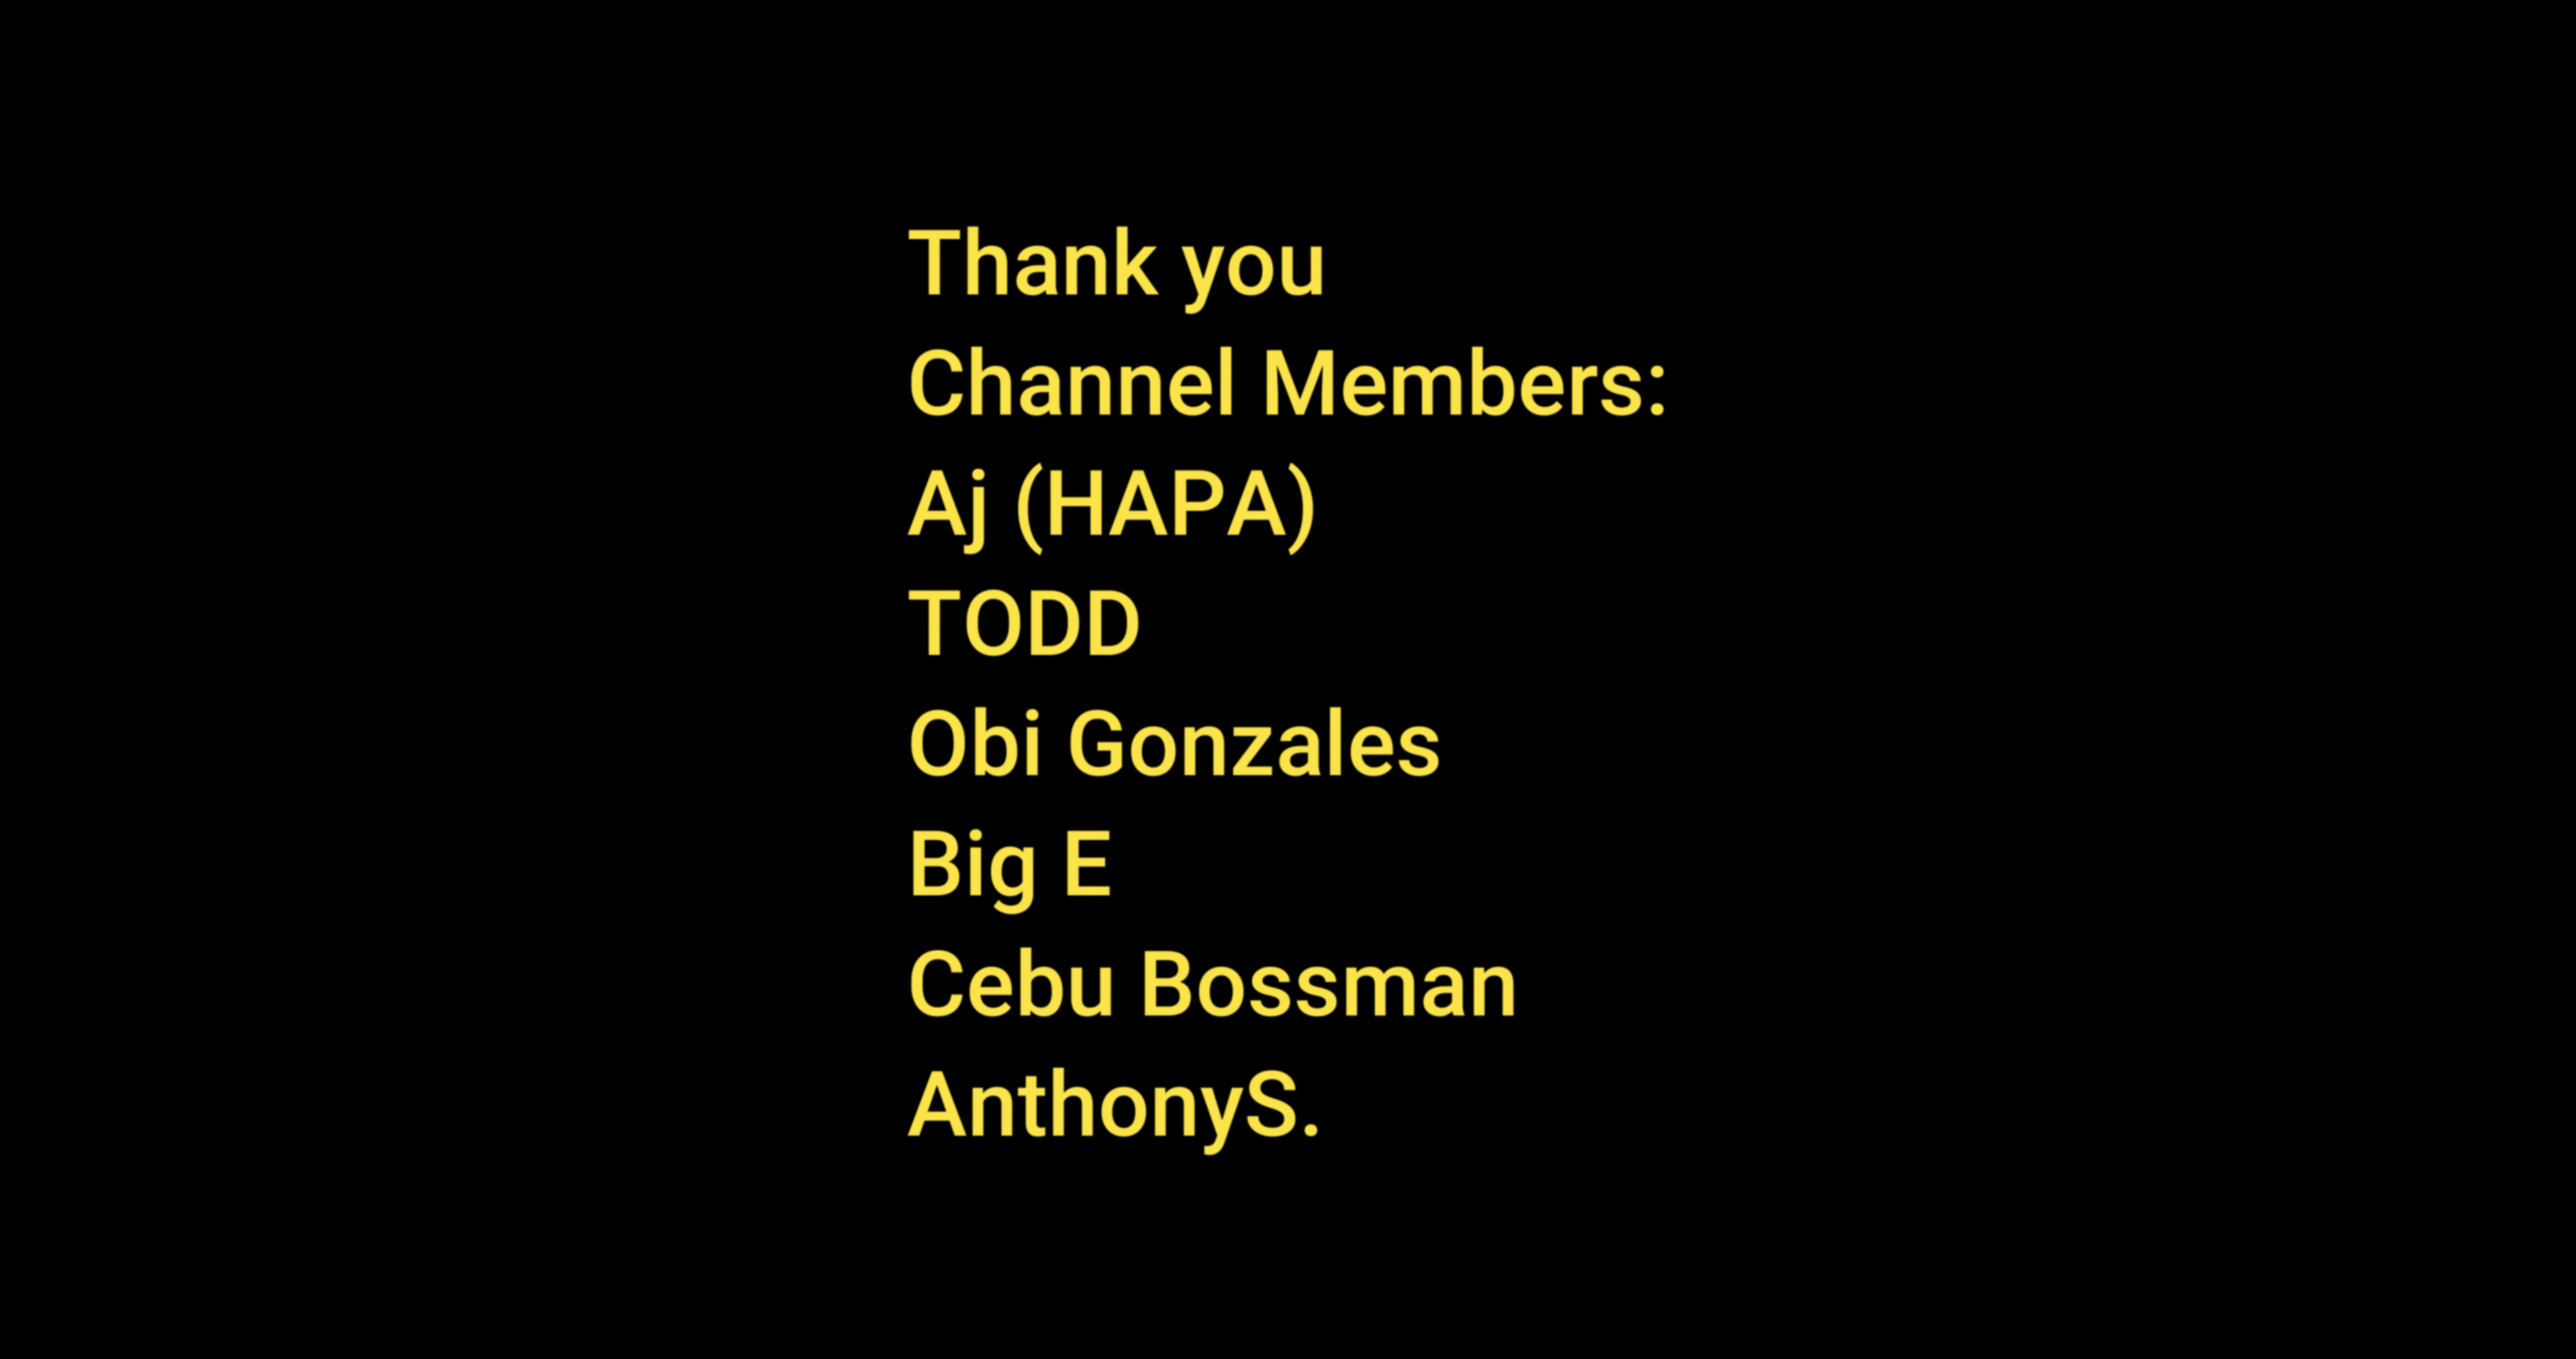 Thank you
Channel Members:
Aj (HAPA)
TODD
Obi Gonzales
Big E
Cebu Bossman
AnthonyS.